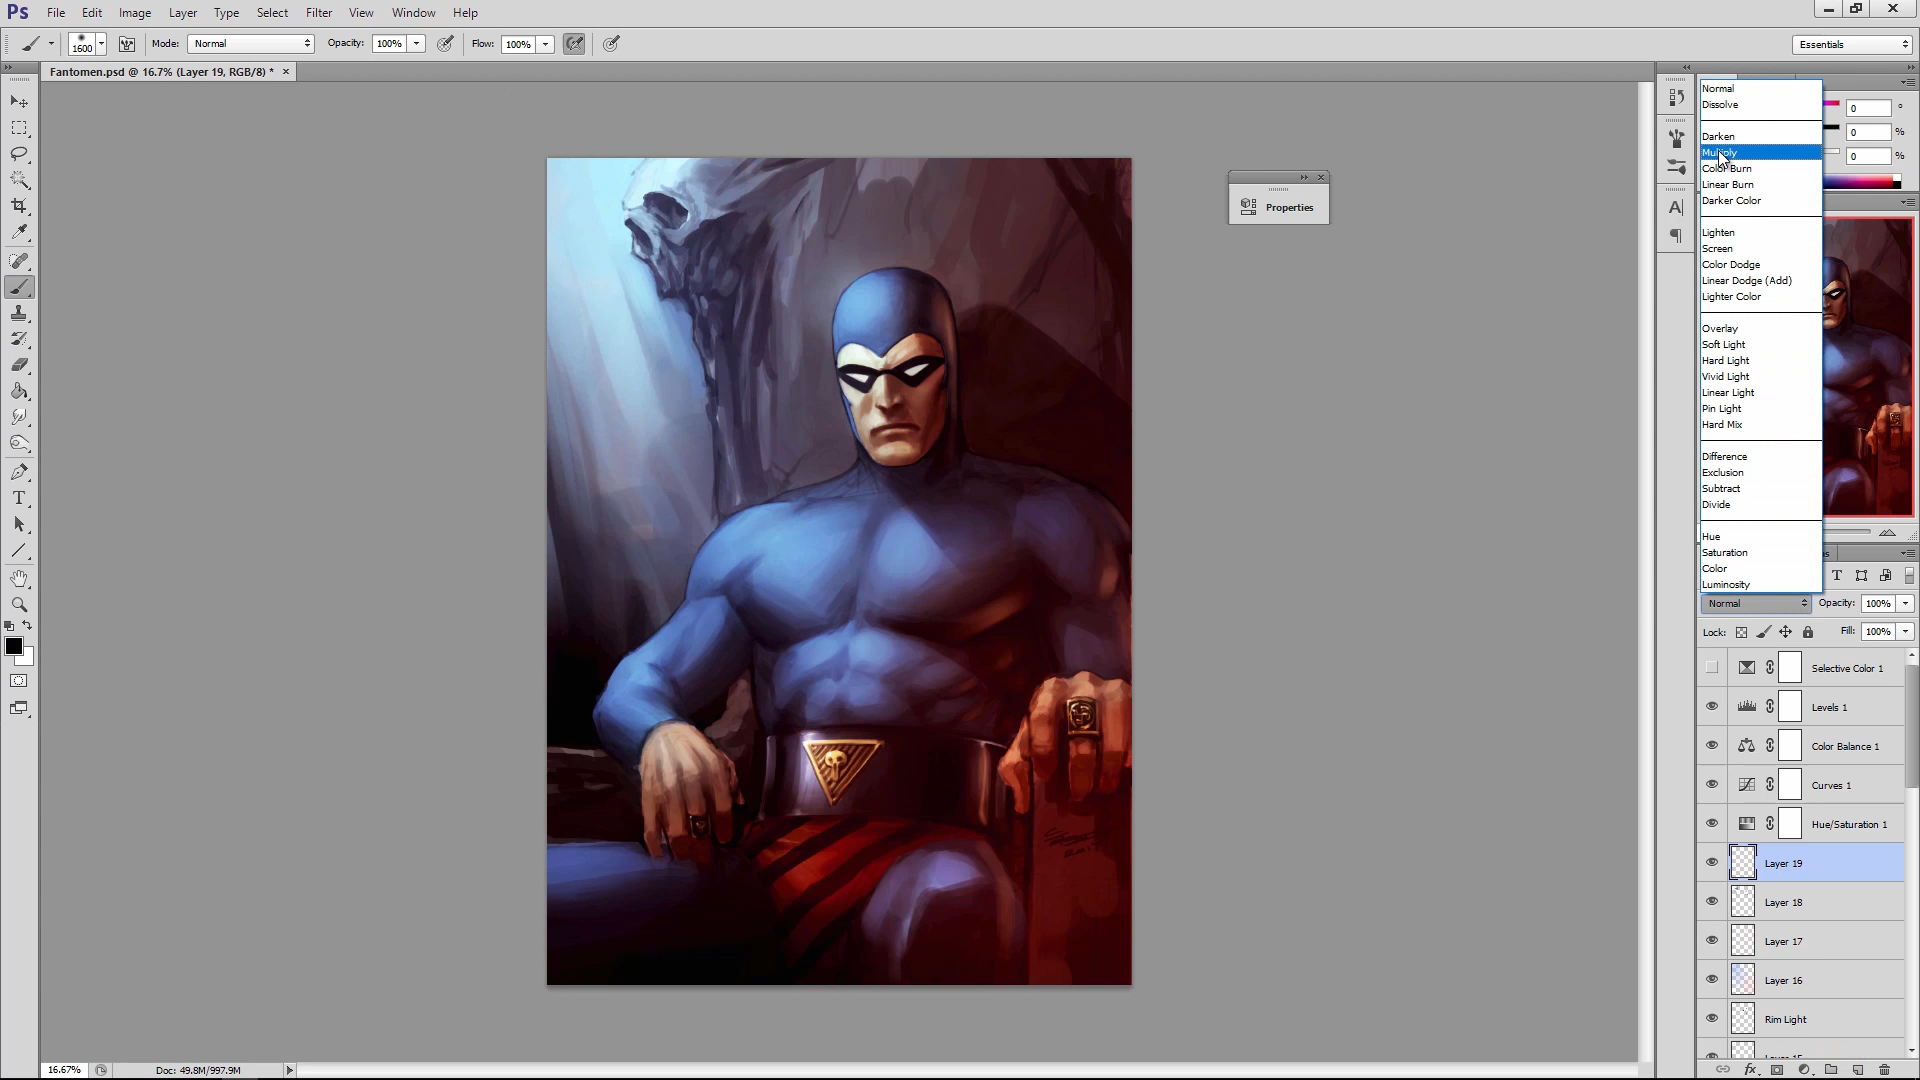 Ps File Edit Image Layer Type Select Filter View Window Help
1600 Mode: Normal Opacity: 100% Flow: 100% Essentials
Fantomen.psd @ 16.7% (Layer 19, RGB/8) * ×
Properties
Normal
Dissolve
Darken
Multiply
Color Burn
Linear Burn
Darker Color
Lighten
Screen
Color Dodge
Linear Dodge (Add)
Lighter Color
Overlay
Soft Light
Hard Light
Vivid Light
Linear Light
Pin Light
Hard Mix
Difference
Exclusion
Subtract
Divide
Hue
Saturation
Color
Luminosity
0 °
0 %
0 %
Normal Opacity: 100%
Lock: Fill: 100%
Selective Color 1
Levels 1
Color Balance 1
Curves 1
Hue/Saturation 1
Layer 19
Layer 18
Layer 17
Layer 16
Rim Light
16.67% Doc: 49.8M/997.9M